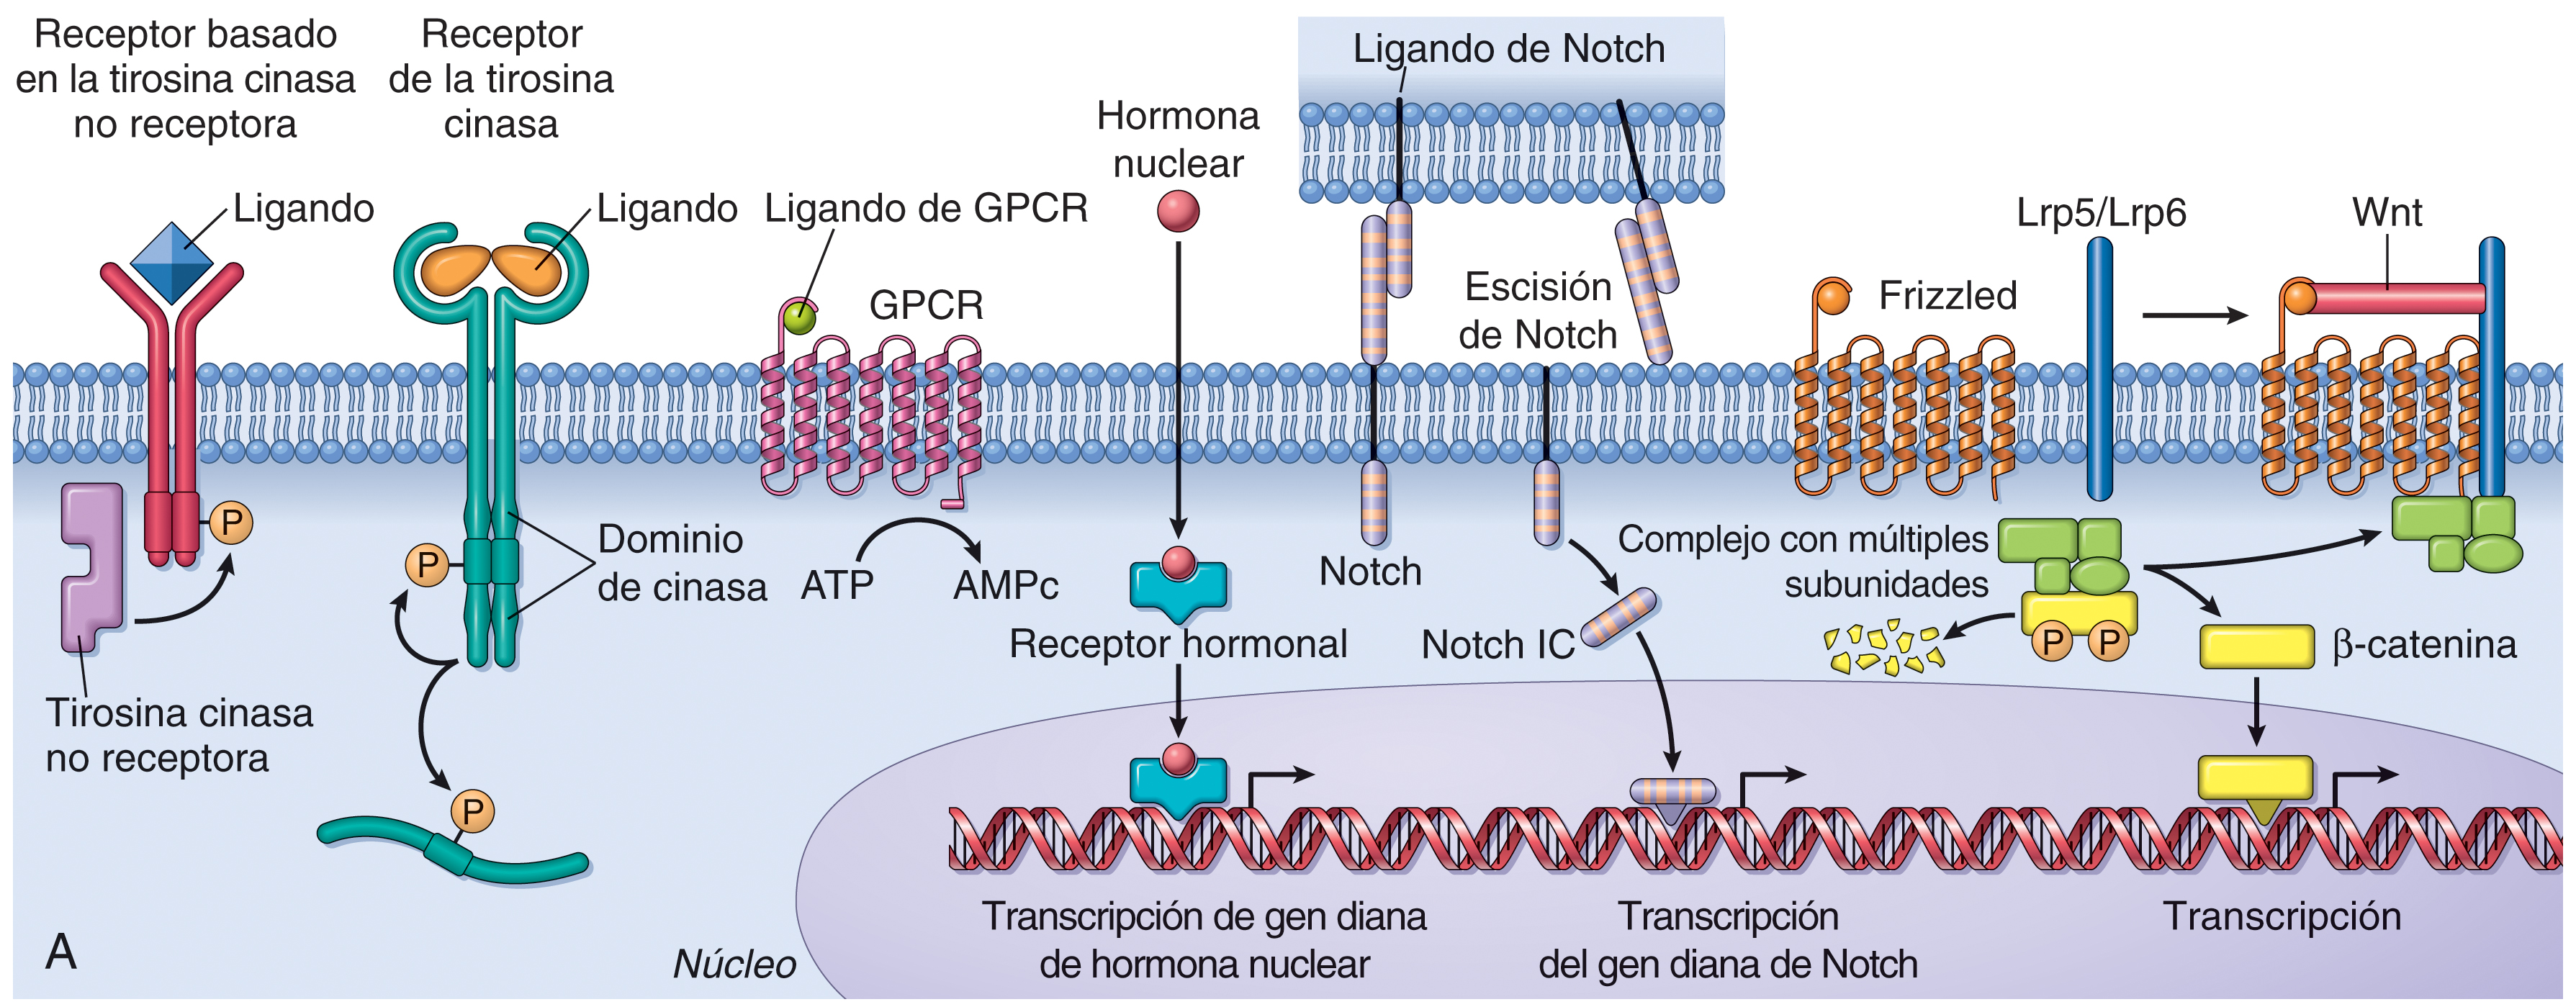 Receptor basado
en la tirosina cinasa
no receptora
Receptor
de la tirosina
cinasa
Ligando
Ligando
Ligando de GPCR
GPCR
Hormona
nuclear
Ligando de Notch
Escisión
de Notch
Frizzled
Lrp5/Lrp6
Wnt
P
P
Dominio
de cinasa
ATP
AMPc
Receptor hormonal
Notch
Notch IC
Complejo con múltiples
subunidades
P
P
β-catenina
Tirosina cinasa
no receptora
P
Transcripción de gen diana
de hormona nuclear
Transcripción
del gen diana de Notch
Transcripción
Núcleo
A